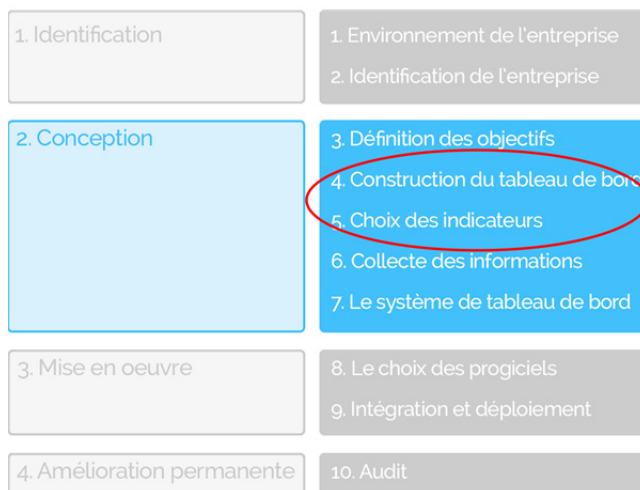 1. Identification
1. Environnement de l'entreprise
2. Identification de l'entreprise
2. Conception
3. Définition des objectifs
4. Construction du tableau de bord
5. Choix des indicateurs
6. Collecte des informations
7. Le système de tableau de bord
3. Mise en oeuvre
8. Le choix des progiciels
9. Intégration et déploiement
4. Amélioration permanente
10. Audit